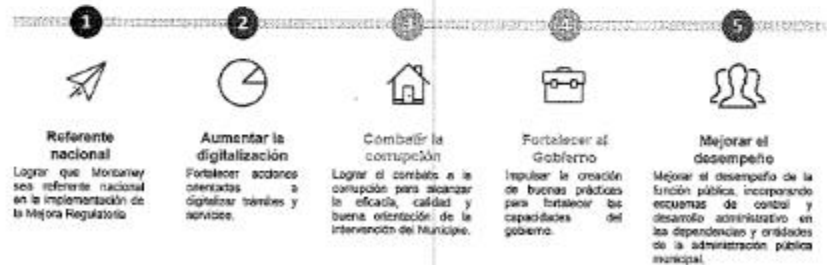 1
2
3
4
5
Referente
nacional
Lograr que Monterrey
sea referente nacional
en la implementación de
la Mejora Regulatoria
Aumentar la
digitalización
Fortalecer acciones
orientadas a
digitalizar trámites y
servicios.
Combatir la
corrupción
Lograr el combate a la
corrupción para alcanzar
la eficacia, calidad y
buena orientación de la
intervención del Municipio.
Fortalecer al
Gobierno
Impulsar la creación
de buenas prácticas
para fortalecer las
capacidades del
gobierno.
Mejorar el
desempeño
Mejorar el desempeño de la
función pública, incorporando
esquemas de control y
desarrollo administrativo en
las dependencias y entidades
de la administración pública
municipal.